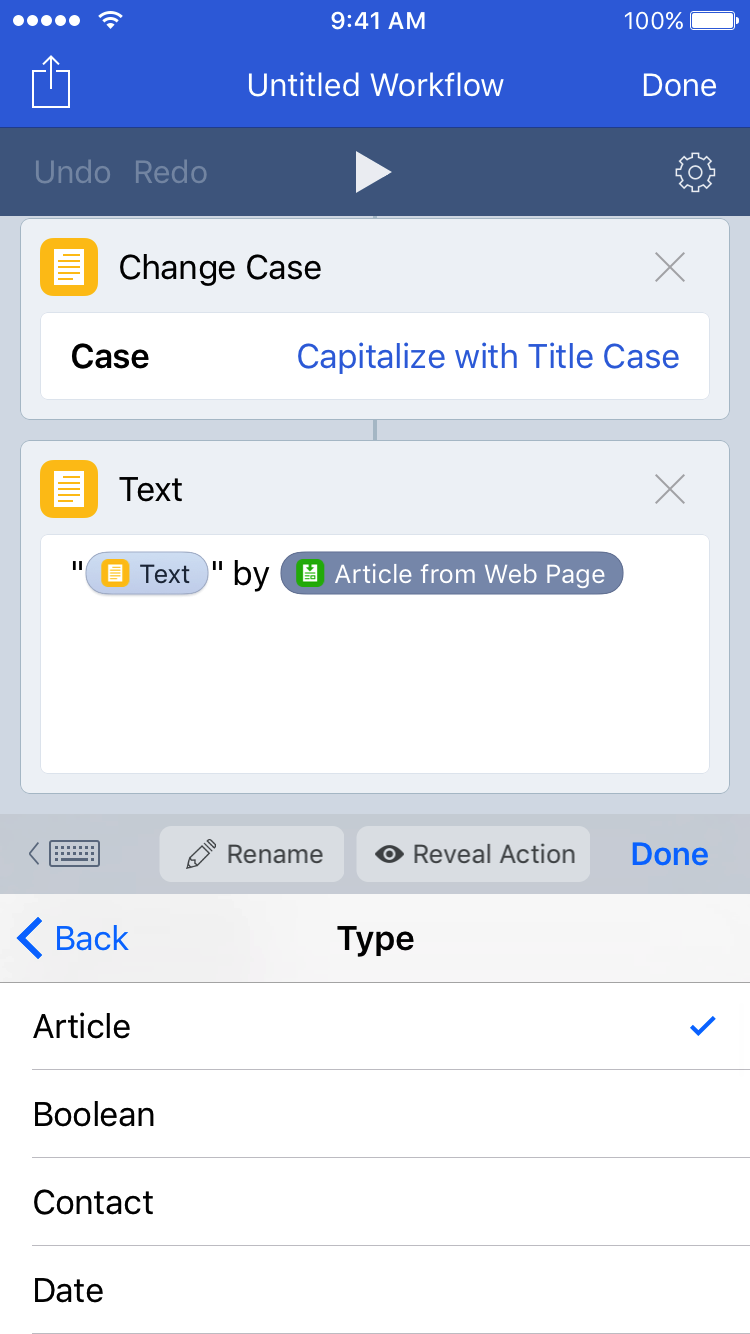 9:41 AM 100%
Untitled Workflow Done
Undo Redo
Change Case
Case Capitalize with Title Case
Text
"Text" by Article from Web Page
Rename Reveal Action Done
Back Type
Article
Boolean
Contact
Date